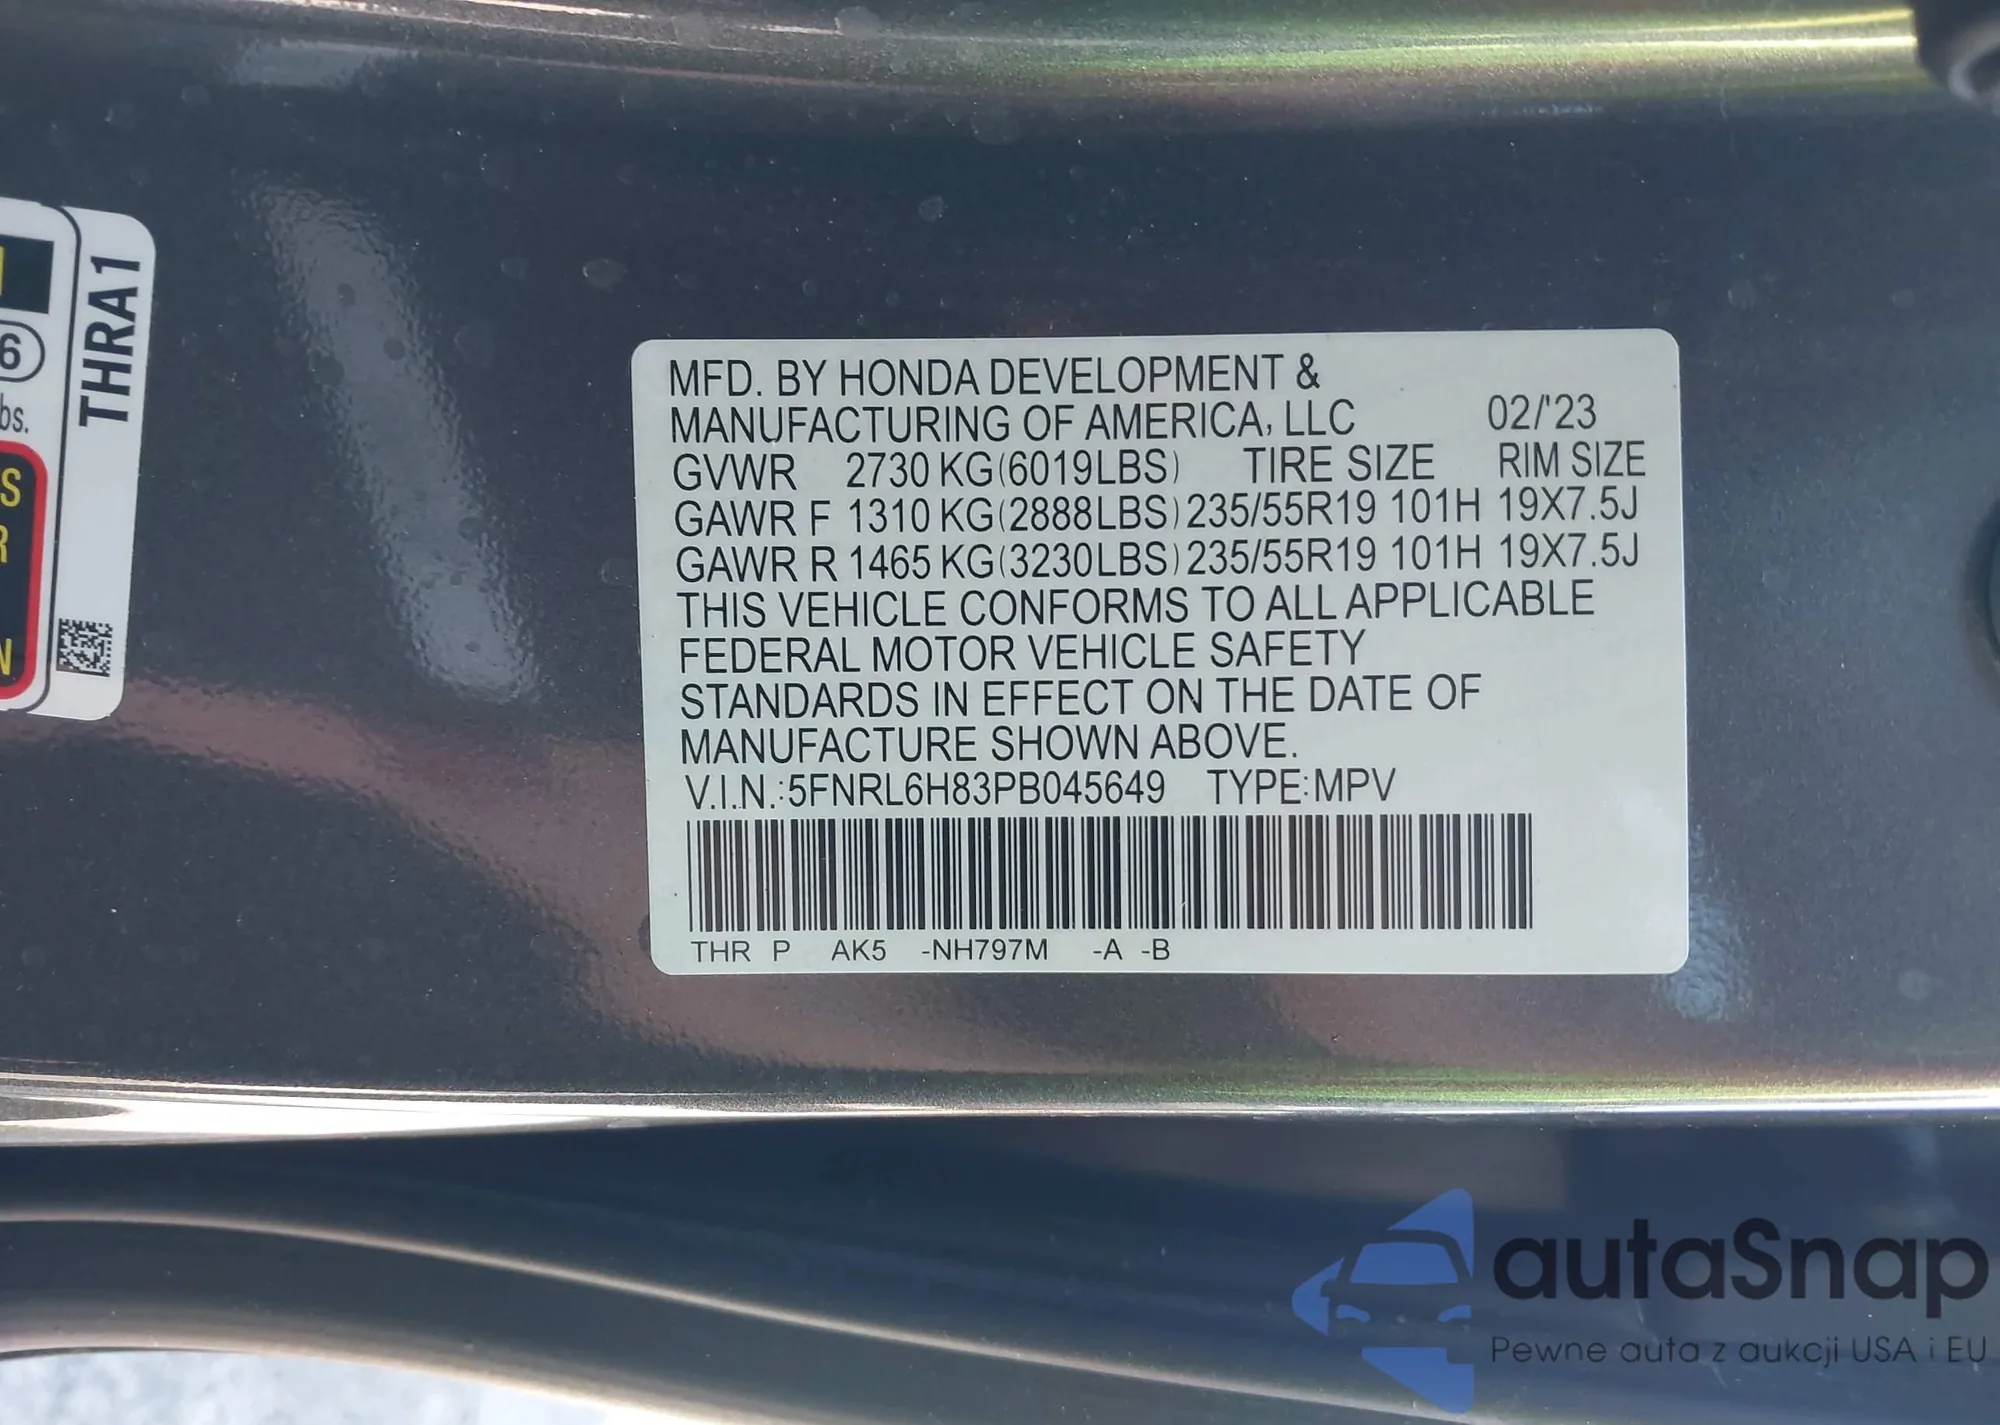 THRA1
6
bs.
S
R
N
MFD. BY HONDA DEVELOPMENT &
MANUFACTURING OF AMERICA, LLC 02/'23
GVWR 2730 KG(6019LBS) TIRE SIZE RIM SIZE
GAWR F 1310 KG(2888LBS) 235/55R19 101H 19X7.5J
GAWR R 1465 KG(3230LBS) 235/55R19 101H 19X7.5J
THIS VEHICLE CONFORMS TO ALL APPLICABLE
FEDERAL MOTOR VEHICLE SAFETY
STANDARDS IN EFFECT ON THE DATE OF
MANUFACTURE SHOWN ABOVE.
V.I.N.:5FNRL6H83PB045649 TYPE:MPV
THR P AK5 -NH797M -A -B
autaSnap
Pewne auta z aukcji USA i EU